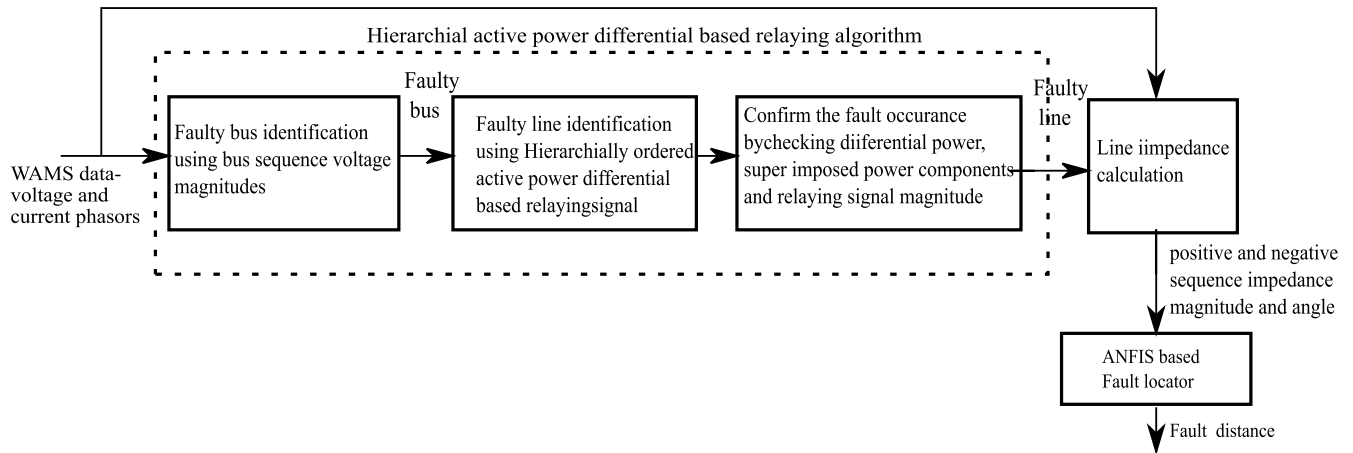 Hierarchial active power differential based relaying algorithm
WAMS data-
voltage and
current phasors
Faulty bus identification
using bus sequence voltage
magnitudes
Faulty
bus
Faulty line identification
using Hierarchially ordered
active power differential
based relayingsignal
Confirm the fault occurance
bychecking differential power,
super imposed power components
and relaying signal magnitude
Faulty
line
Line iimpedance
calculation
positive and negative
sequence impedance
magnitude and angle
ANFIS based
Fault locator
Fault distance